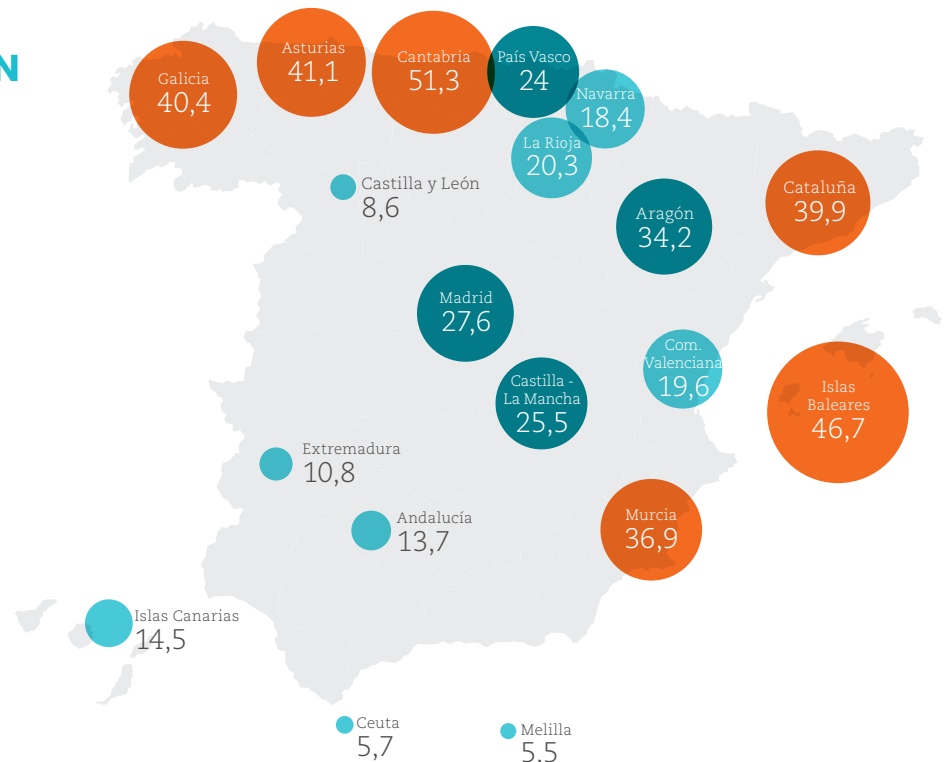 N
Asturias
41,1
Cantabria
51,3
País Vasco
24
Galicia
40,4
Navarra
18,4
La Rioja
20,3
Castilla y León
8,6
Cataluña
39,9
Aragón
34,2
Madrid
27,6
Com.
Valenciana
19,6
Castilla -
La Mancha
25,5
Islas
Baleares
46,7
Extremadura
10,8
Andalucía
13,7
Murcia
36,9
Islas Canarias
14,5
Ceuta
5,7
Melilla
5,5